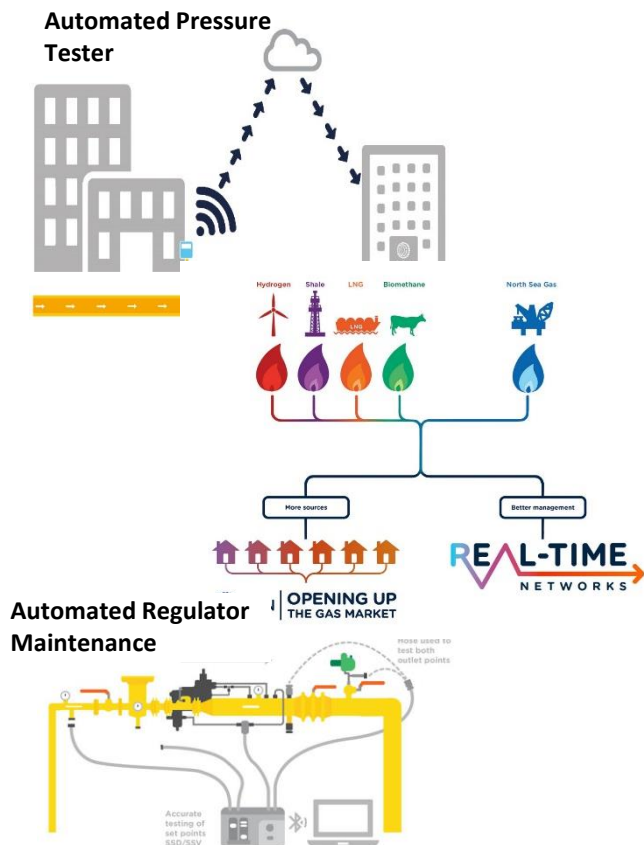 Automated Pressure
Tester
Hydrogen Shale LNG Biomethane North Sea Gas
LNG
More sources Better management
REAL-TIME
NETWORKS
OPENING UP
THE GAS MARKET
Automated Regulator
Maintenance
Hose used to
test both
outlet points
Accurate
testing of
set points
SSD/SSV